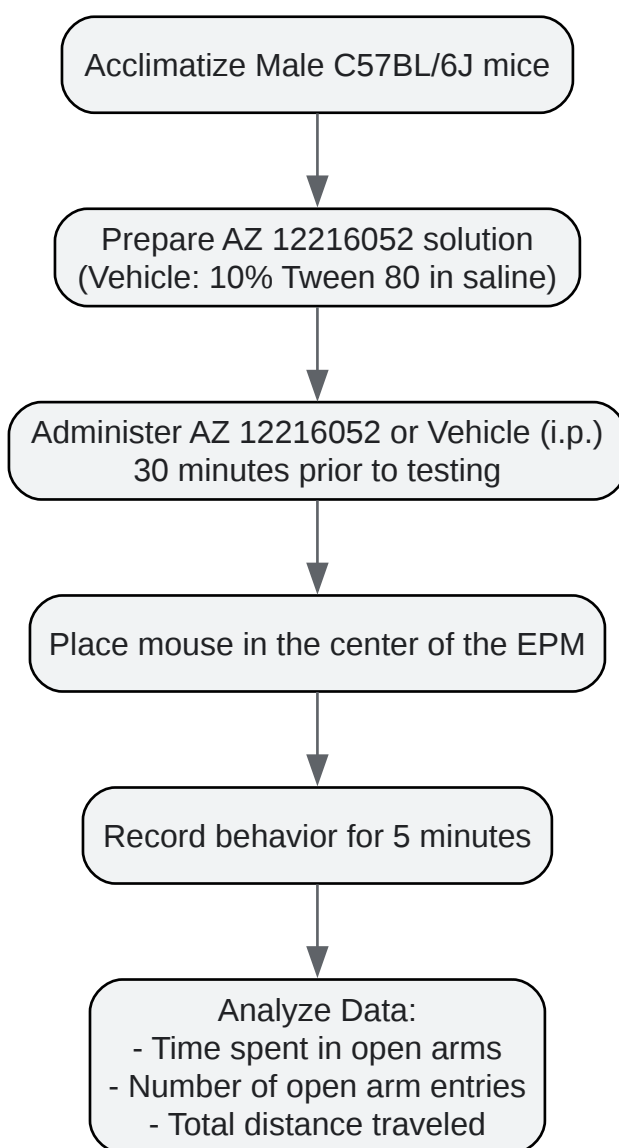 Acclimatize Male C57BL/6J mice
Prepare AZ 12216052 solution
(Vehicle: 10% Tween 80 in saline)
Administer AZ 12216052 or Vehicle (i.p.)
30 minutes prior to testing
Place mouse in the center of the EPM
Record behavior for 5 minutes
Analyze Data:
- Time spent in open arms
- Number of open arm entries
- Total distance traveled